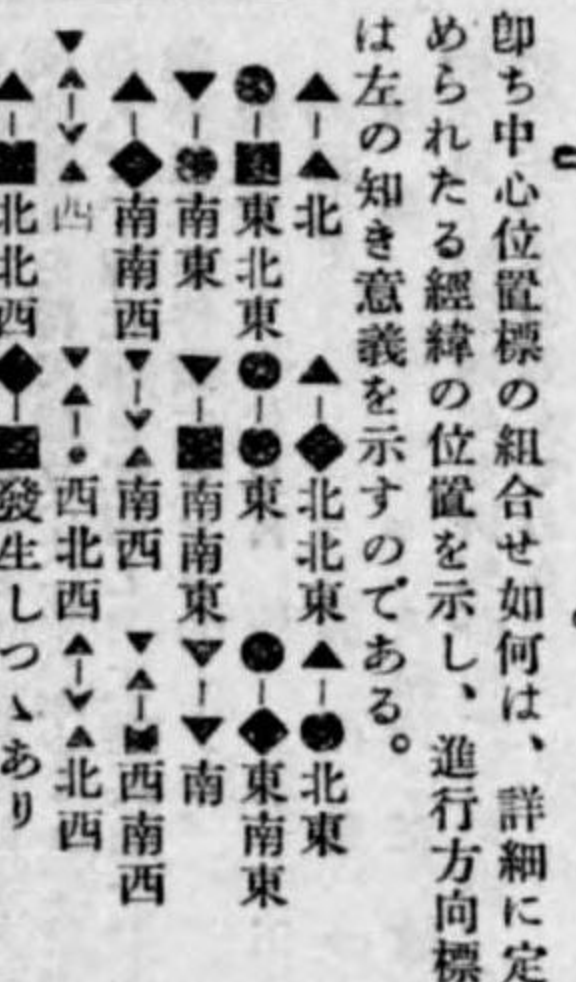 卽ち中心位置標の組合せ如何は、詳細に定
められたる經緯の位置を示し、進行方向標
は左の知き意義を示すのである。
▲-▲北 ▲-◆北北東 ▲-●北東
●-■東北東 ●-●東 ●-◆東南東
▼-●南東 ▼-■南南東 ▼-▼南
▲-◆南南西 南西 西南西
西 西北西 北西
▲-■北北西 ◆-■發生しつゝあり